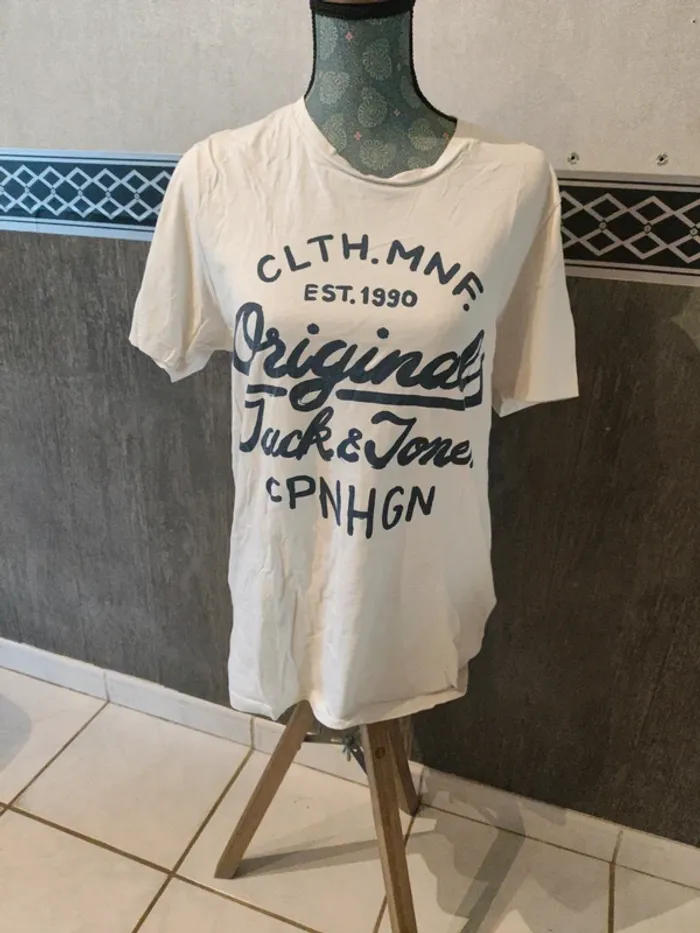 CLTH.MNF.
EST.1990
Originals
Jack & Jones
CPNHGN